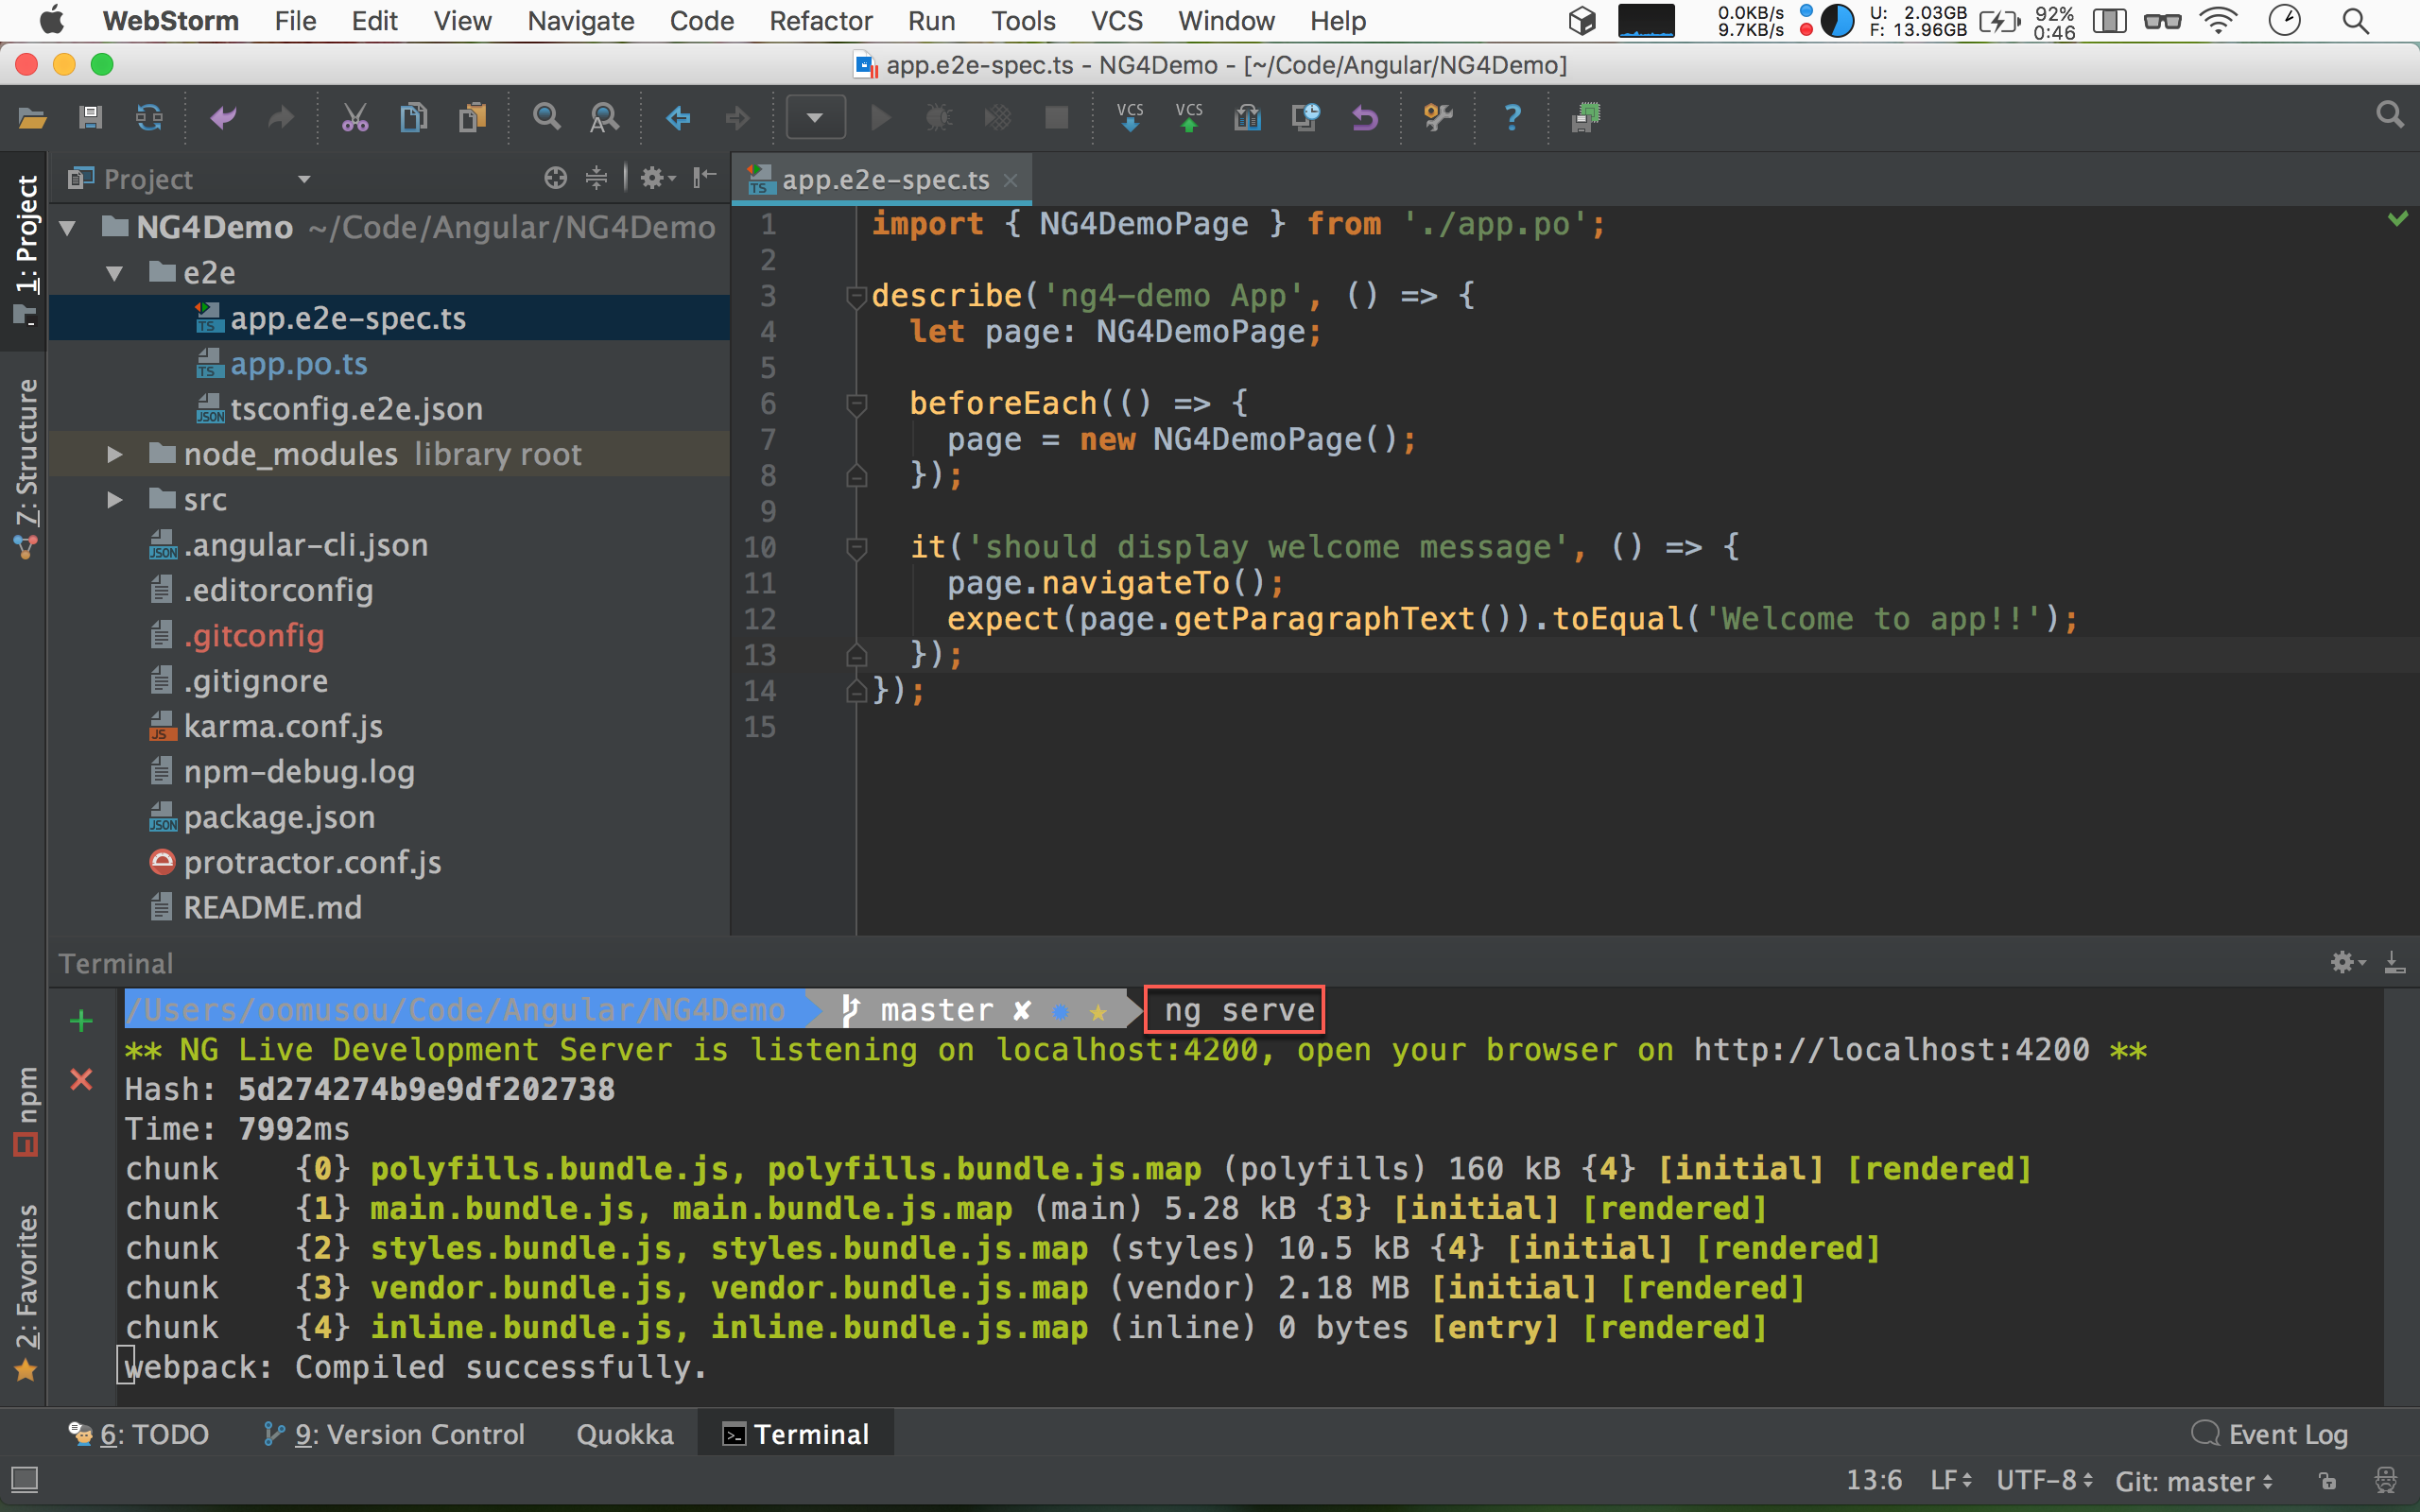 WebStorm File Edit View Navigate Code Refactor Run Tools VCS Window Help 0.0KB/s 9.7KB/s U: 2.03GB F: 13.96GB 92% 0:46
app.e2e-spec.ts - NG4Demo - [~/Code/Angular/NG4Demo]
VCS VCS ?
1: Project
7: Structure
npm
2: Favorites
Project
NG4Demo ~/Code/Angular/NG4Demo
e2e
app.e2e-spec.ts
app.po.ts
tsconfig.e2e.json
node_modules library root
src
.angular-cli.json
.editorconfig
.gitconfig
.gitignore
karma.conf.js
npm-debug.log
package.json
protractor.conf.js
README.md
app.e2e-spec.ts
1 import { NG4DemoPage } from './app.po';
2
3 describe('ng4-demo App', () => {
4 let page: NG4DemoPage;
5
6 beforeEach(() => {
7 page = new NG4DemoPage();
8 });
9
10 it('should display welcome message', () => {
11 page.navigateTo();
12 expect(page.getParagraphText()).toEqual('Welcome to app!!');
13 });
14 });
15
Terminal
/Users/oomusou/Code/Angular/NG4Demo master ✘ ★ ng serve
** NG Live Development Server is listening on localhost:4200, open your browser on http://localhost:4200 **
Hash: 5d274274b9e9df202738
Time: 7992ms
chunk {0} polyfills.bundle.js, polyfills.bundle.js.map (polyfills) 160 kB {4} [initial] [rendered]
chunk {1} main.bundle.js, main.bundle.js.map (main) 5.28 kB {3} [initial] [rendered]
chunk {2} styles.bundle.js, styles.bundle.js.map (styles) 10.5 kB {4} [initial] [rendered]
chunk {3} vendor.bundle.js, vendor.bundle.js.map (vendor) 2.18 MB [initial] [rendered]
chunk {4} inline.bundle.js, inline.bundle.js.map (inline) 0 bytes [entry] [rendered]
webpack: Compiled successfully.
6: TODO 9: Version Control Quokka Terminal Event Log
13:6 LF UTF-8 Git: master